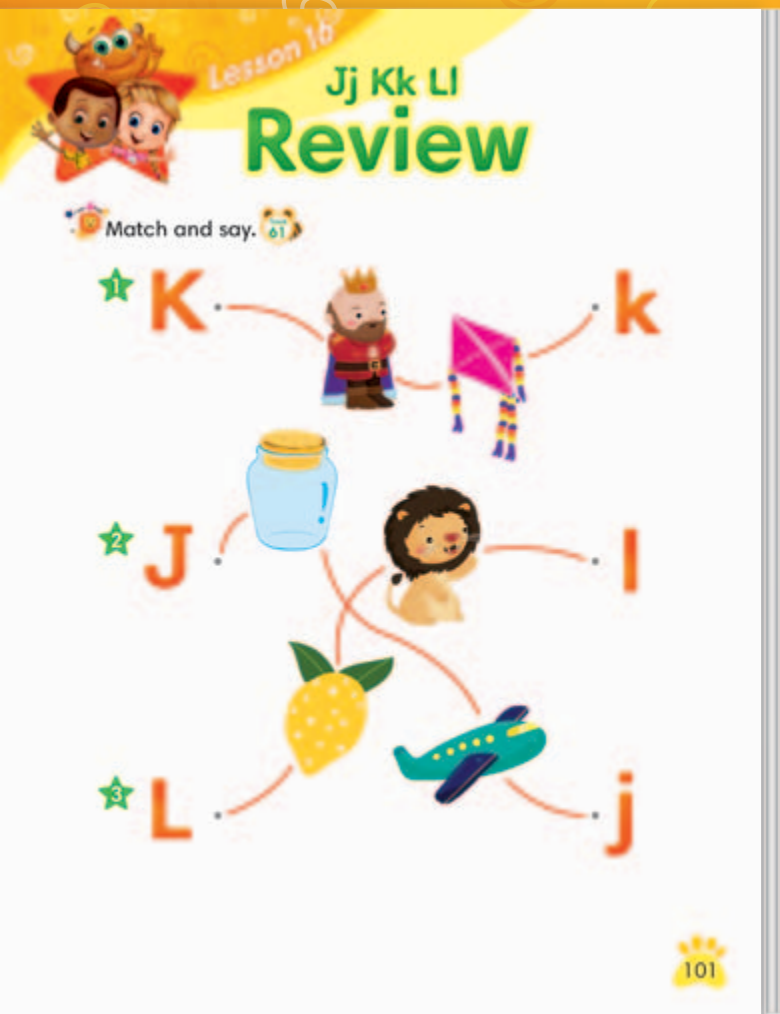 Lesson 16
Jj Kk Ll
Review
Match and say.
61
1 K k
2 J l
3 L j
101